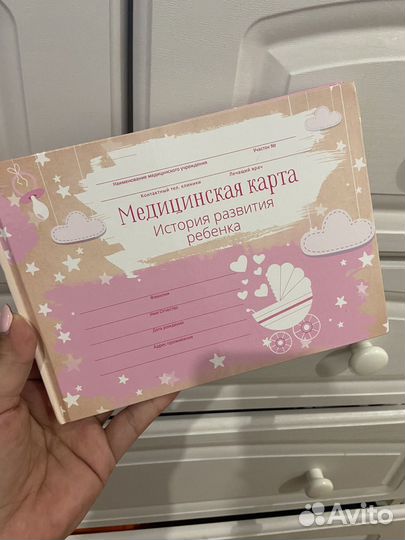 Наименование медицинского учреждения
Участок №
Контактный тел. клиники
Лечащий врач
Медицинская карта
История развития
ребенка
Фамилия
Имя Отчество
Дата рождения
Адрес проживания
Avito